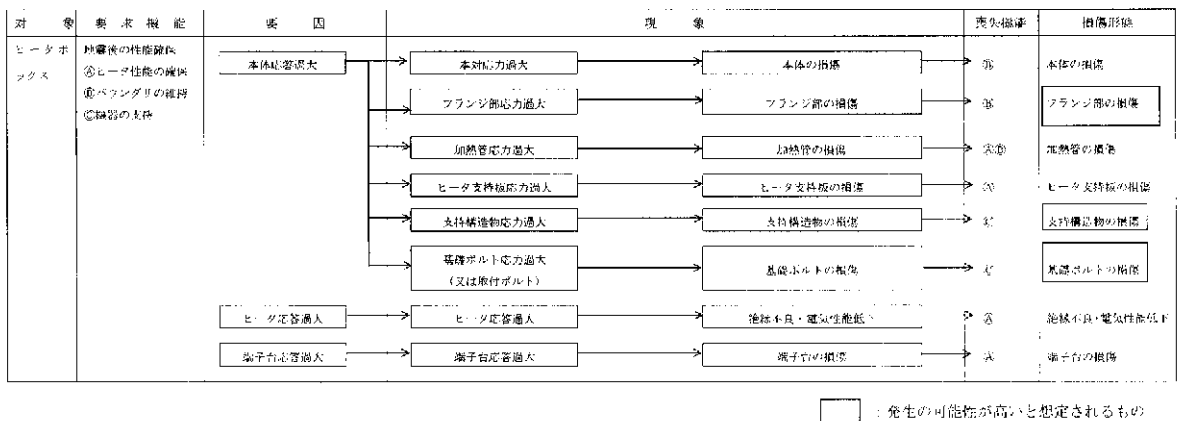 対 象 要 求 機 能 要 因 現 象 喪失機能 損傷形態
ヒータボ
ックス
地震後の性能確保
Ⓐヒータ性能の確保
Ⓑバウンダリの維持
Ⓒ機器の支持
本体応答過大 本対応力過大 本体の損傷 Ⓑ 本体の損傷
フランジ部応力過大 フランジ部の損傷 Ⓑ フランジ部の損傷
加熱管応力過大 加熱管の損傷 ⒶⒷ 加熱管の損傷
ヒータ支持板応力過大 ヒータ支持板の損傷 Ⓐ ヒータ支持板の損傷
支持構造物応力過大 支持構造物の損傷 支持構造物の損傷
基礎ボルト応力過大
(又は取付ボルト)
基礎ボルトの損傷 基礎ボルトの損傷
ヒータ応答過大 ヒータ応答過大 絶縁不良・電気性能低下 Ⓐ 絶縁不良・電気性能低下
端子台応答過大 端子台応答過大 端子台の損傷 Ⓐ 端子台の損傷
：発生の可能性が高いと想定されるもの